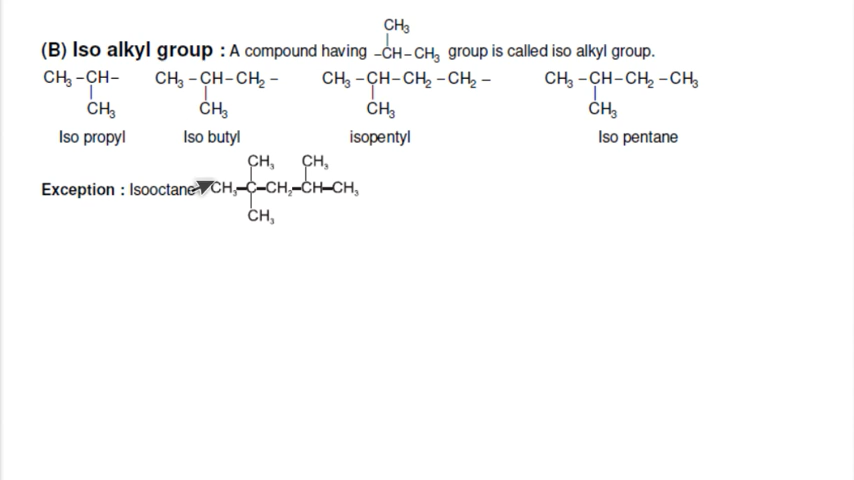 CH₃
(B) Iso alkyl group : A compound having –CH–CH₃ group is called iso alkyl group.
CH₃ –CH– CH₃ –CH–CH₂ – CH₃ –CH–CH₂ –CH₂ – CH₃ –CH–CH₂ –CH₃
CH₃ CH₃ CH₃ CH₃
Iso propyl Iso butyl isopentyl Iso pentane
CH₃ CH₃
Exception : Isooctane CH₃–C–CH₂–CH–CH₃
CH₃